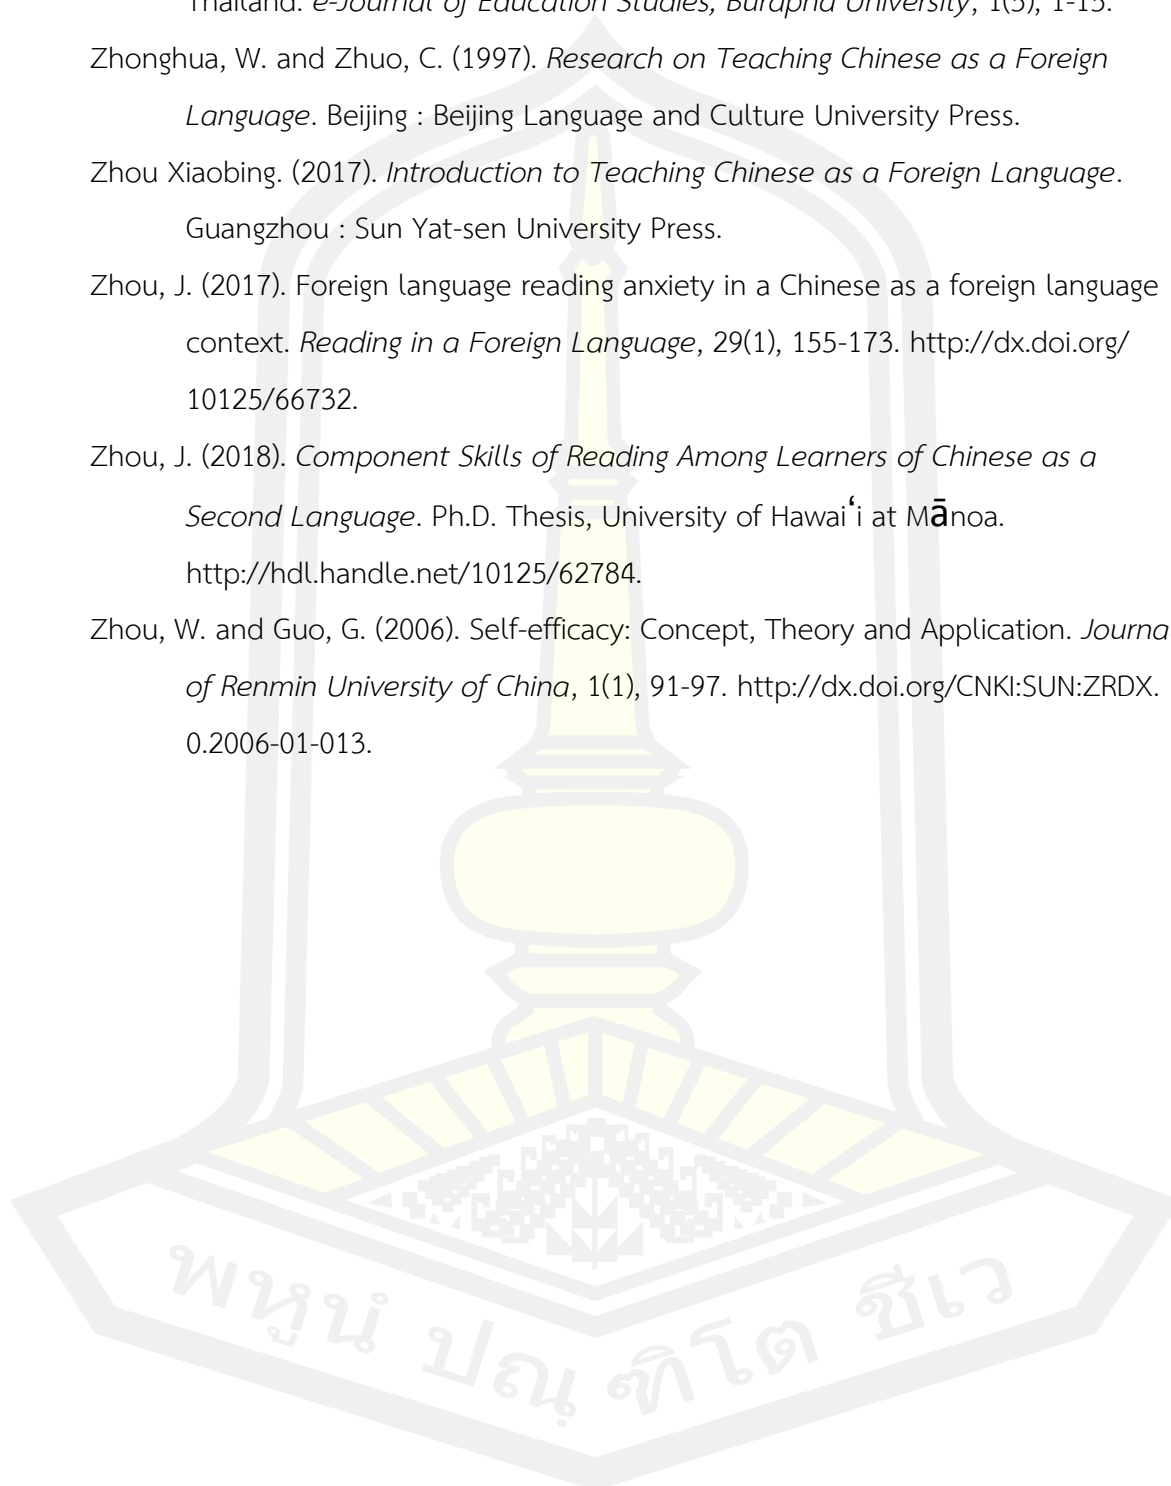 Thailand. e-Journal of Education Studies, Burapha University, 1(5), 1-15.
Zhonghua, W. and Zhuo, C. (1997). Research on Teaching Chinese as a Foreign
Language. Beijing : Beijing Language and Culture University Press.
Zhou Xiaobing. (2017). Introduction to Teaching Chinese as a Foreign Language.
Guangzhou : Sun Yat-sen University Press.
Zhou, J. (2017). Foreign language reading anxiety in a Chinese as a foreign language
context. Reading in a Foreign Language, 29(1), 155-173. http://dx.doi.org/
10125/66732.
Zhou, J. (2018). Component Skills of Reading Among Learners of Chinese as a
Second Language. Ph.D. Thesis, University of Hawaiʻi at Mānoa.
http://hdl.handle.net/10125/62784.
Zhou, W. and Guo, G. (2006). Self-efficacy: Concept, Theory and Application. Journa
of Renmin University of China, 1(1), 91-97. http://dx.doi.org/CNKI:SUN:ZRDX.
0.2006-01-013.
พหูนํ ปณฺฑิโต ชีเว